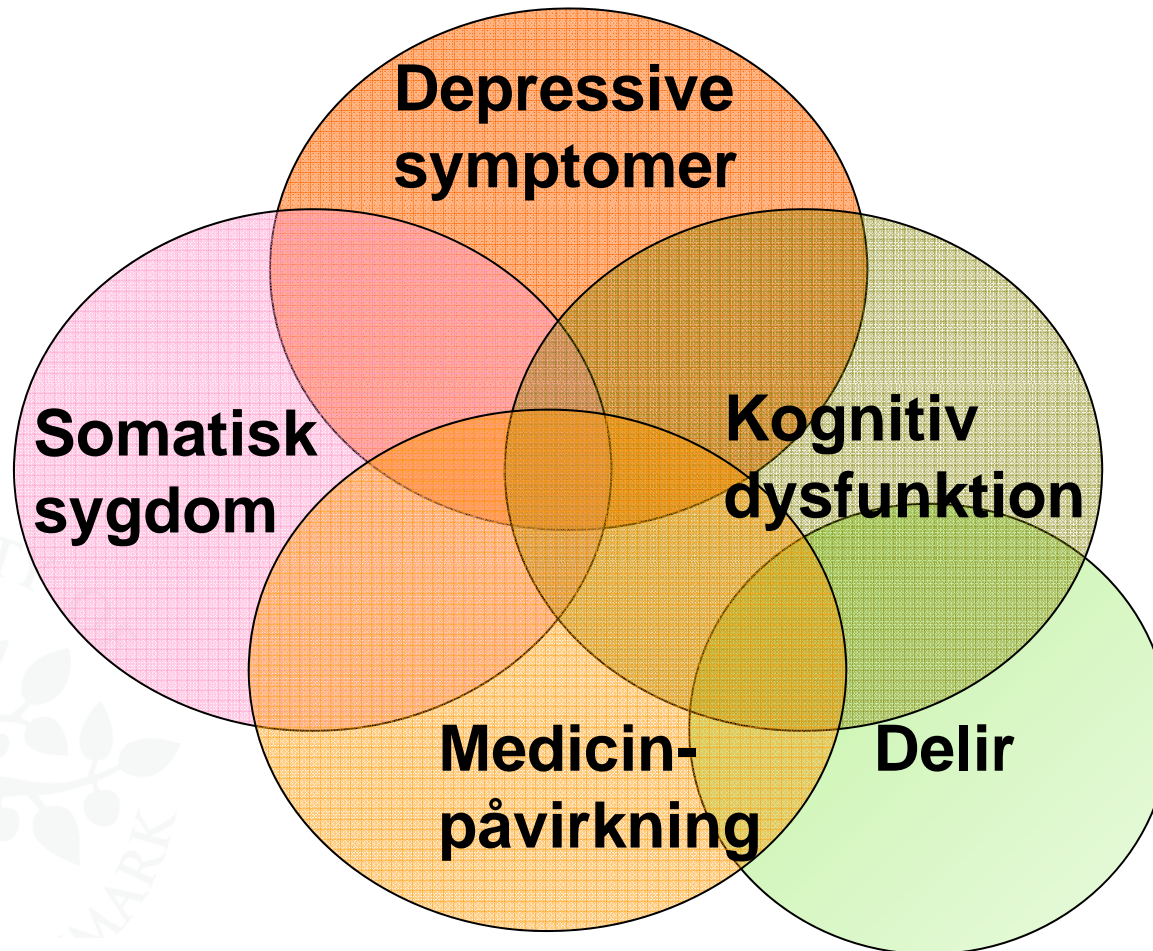 Depressive
symptomer
Somatisk
sygdom
Kognitiv
dysfunktion
Medicin-
påvirkning
Delir